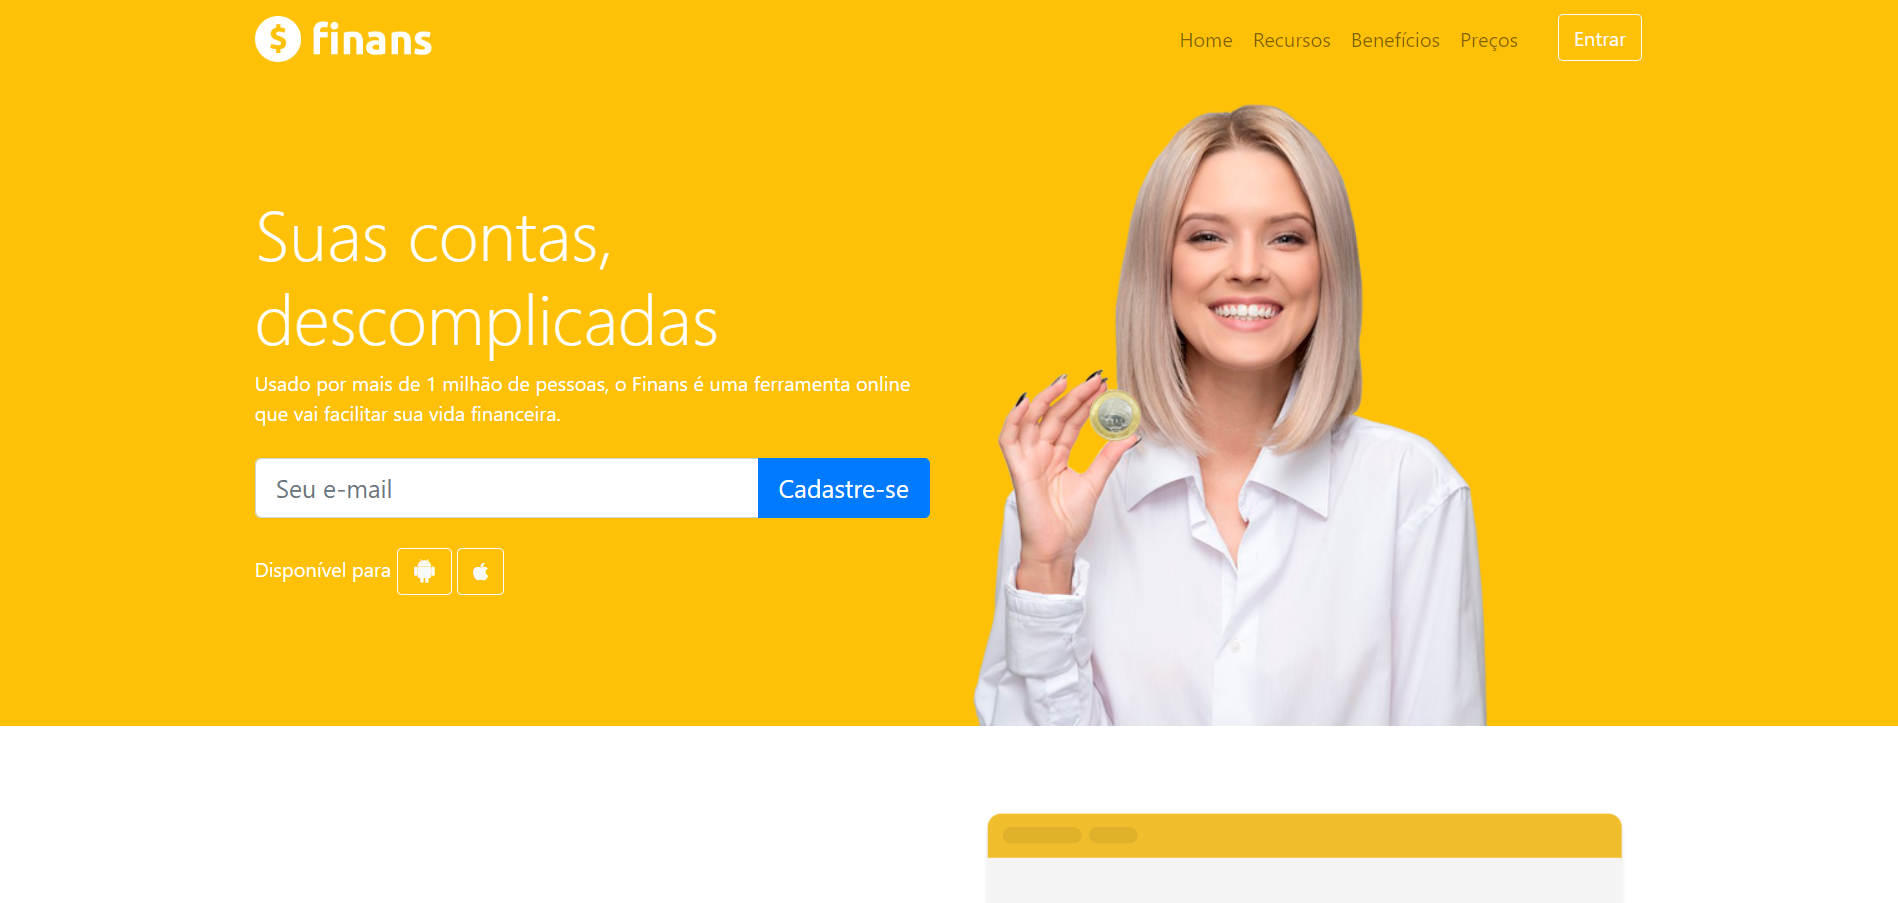 finans
Home
Recursos
Benefícios
Preços
Entrar
Suas contas,
descomplicadas
Usado por mais de 1 milhão de pessoas, o Finans é uma ferramenta online
que vai facilitar sua vida financeira.
Seu e-mail
Cadastre-se
Disponível para